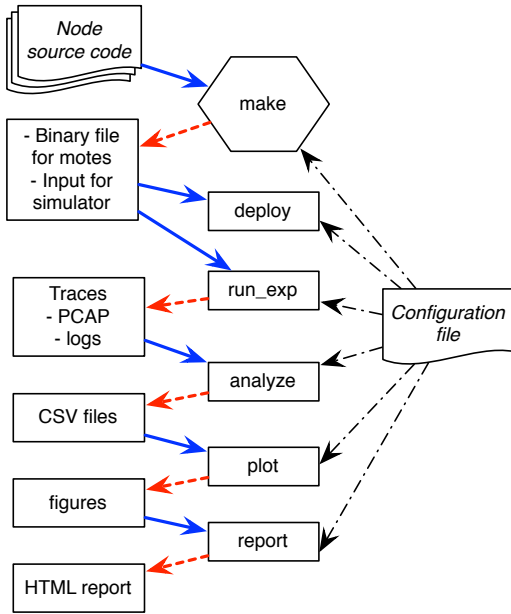 Node
source code
make
- Binary file
for motes
- Input for
simulator
deploy
run_exp
Traces
- PCAP
- logs
Configuration
file
analyze
CSV files
plot
figures
report
HTML report